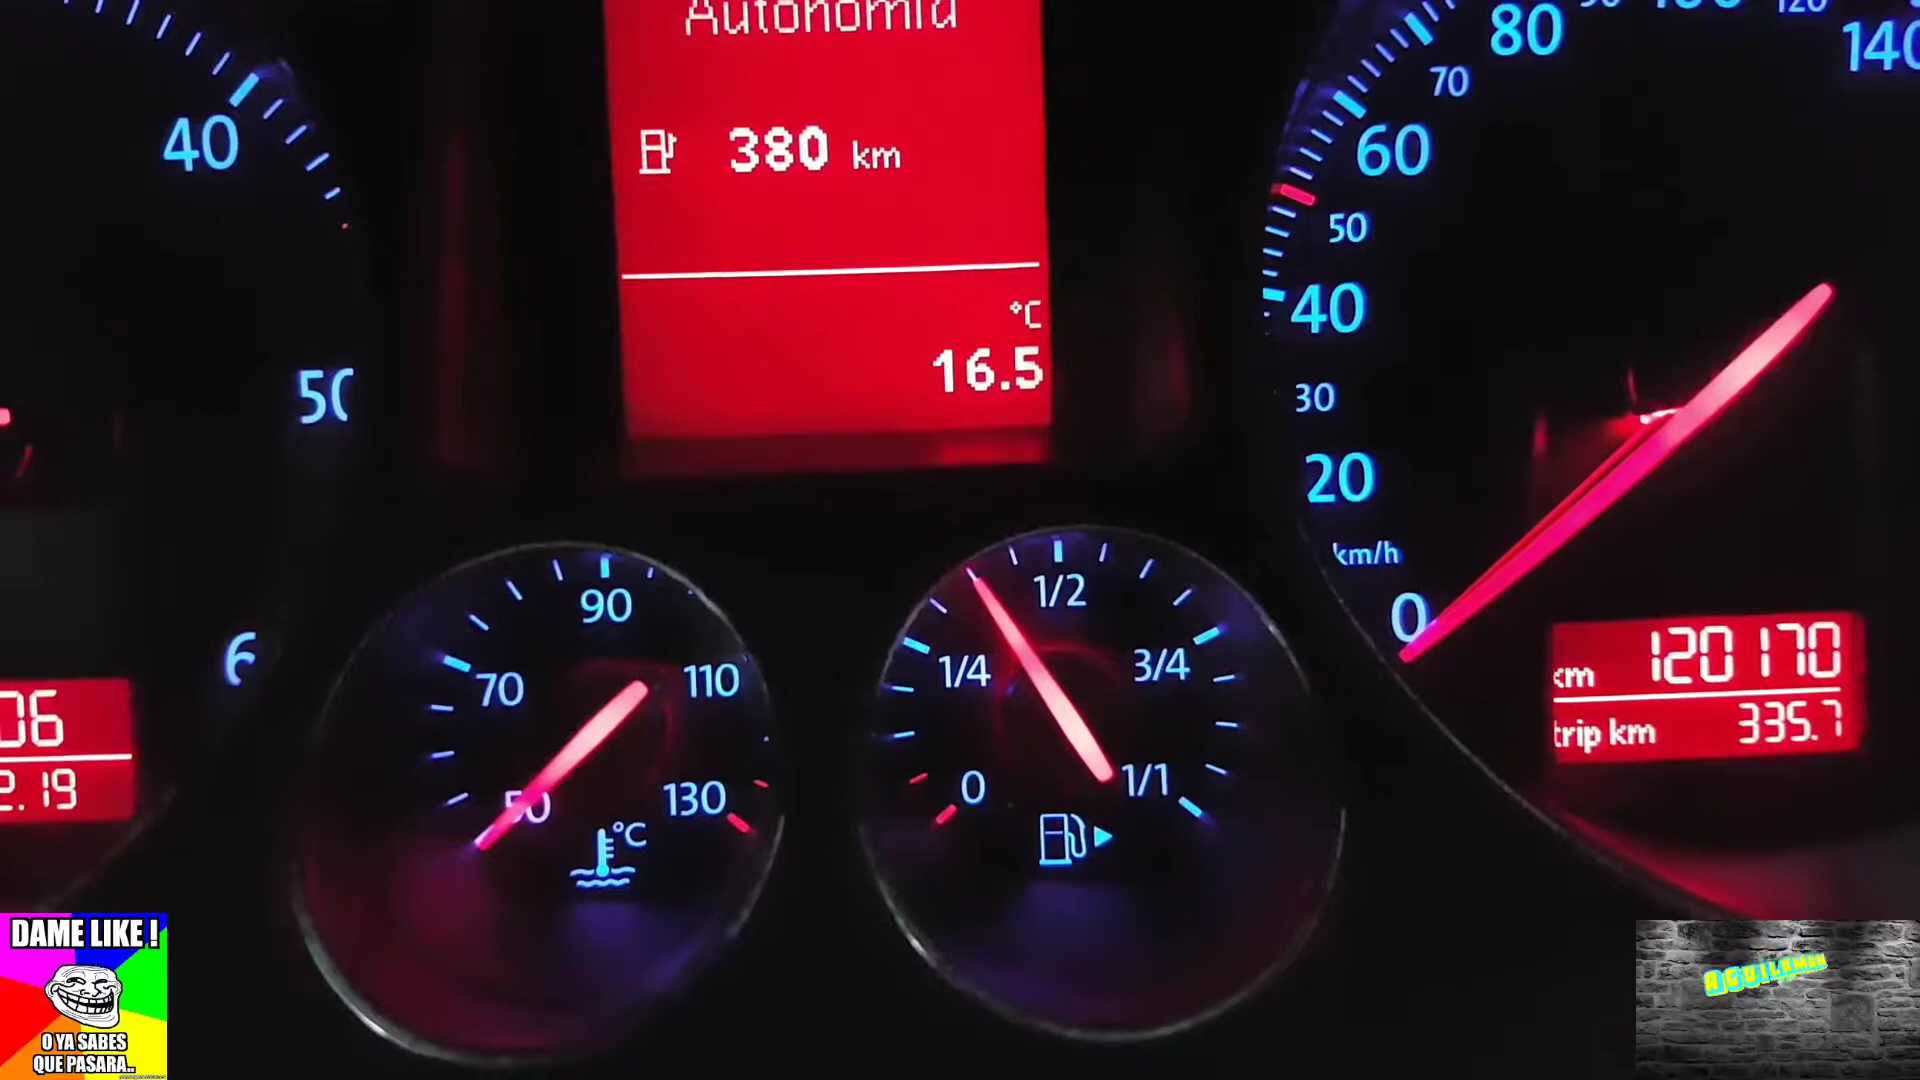 Autonomía
380 km
°C
16.5
40
50
6
06
2.19
90
70
110
50
130
°C
1/2
1/4
3/4
0
1/1
80
120
140
70
60
50
40
30
20
km/h
0
km 120170
trip km 335.7
DAME LIKE !
O YA SABES
QUE PASARA..
AGUILOMAN